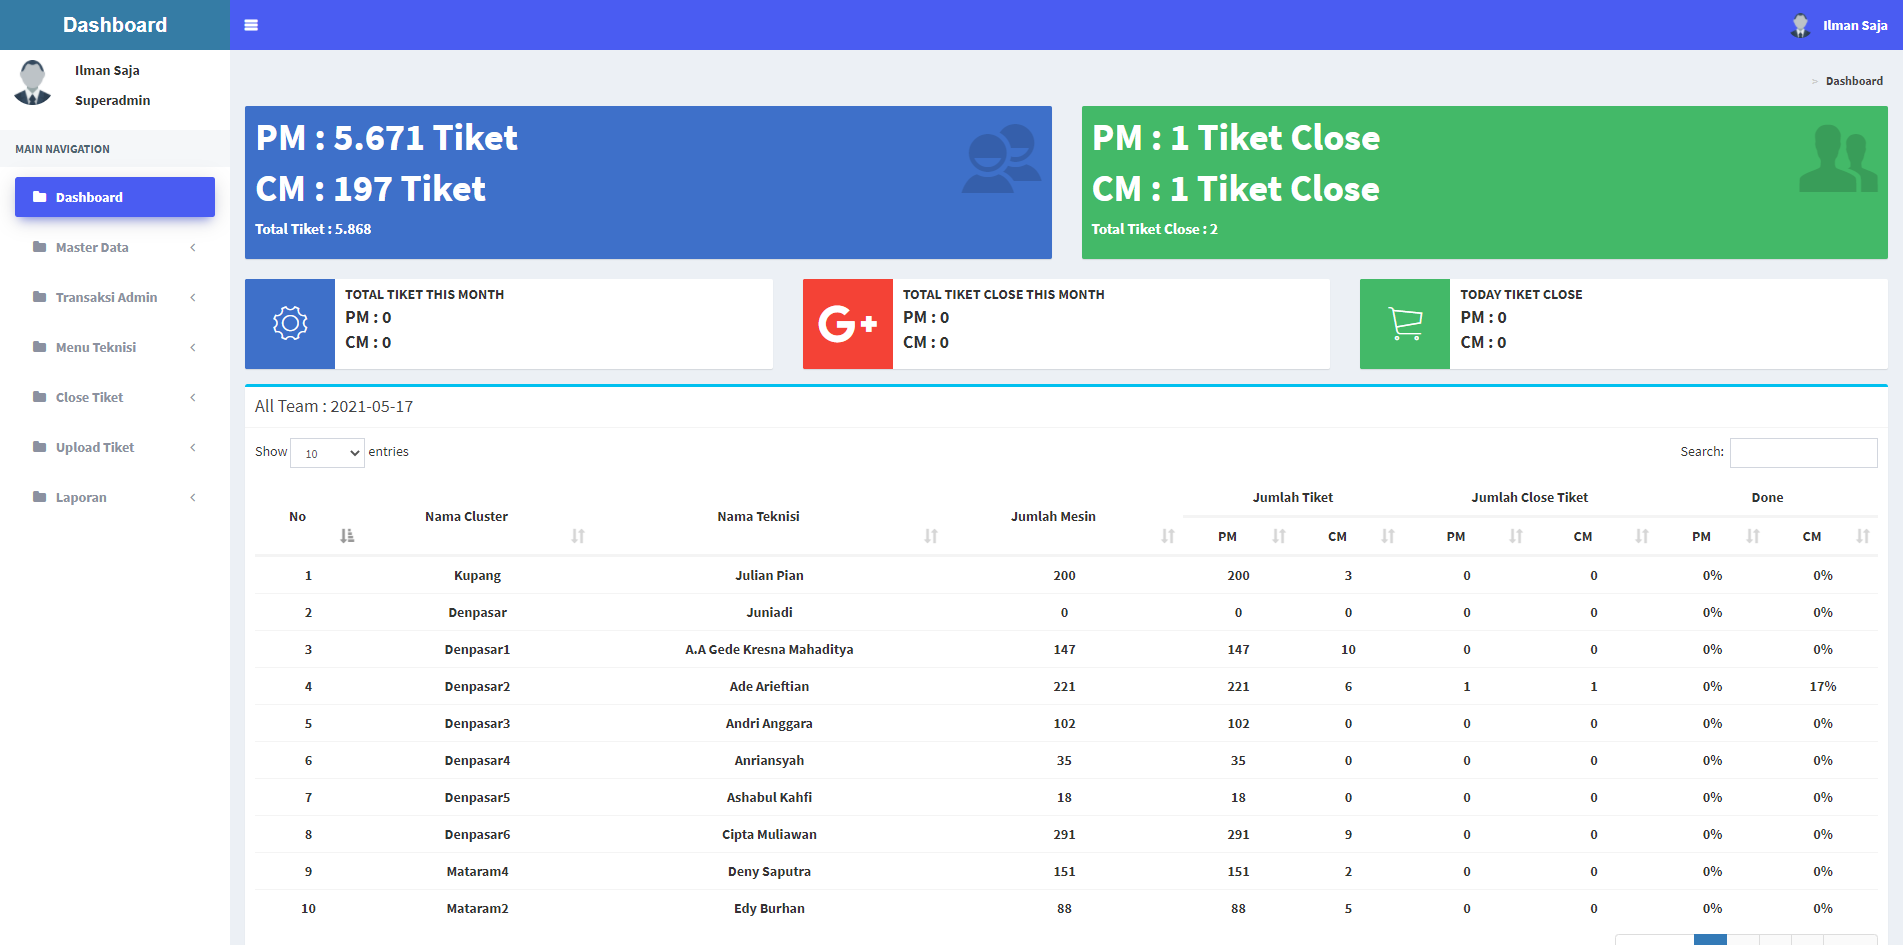 Dashboard
Ilman Saja
Ilman Saja
Superadmin
> Dashboard
MAIN NAVIGATION
Dashboard
Master Data
Transaksi Admin
Menu Teknisi
Close Tiket
Upload Tiket
Laporan
PM : 5.671 Tiket
CM : 197 Tiket
Total Tiket : 5.868
PM : 1 Tiket Close
CM : 1 Tiket Close
Total Tiket Close : 2
TOTAL TIKET THIS MONTH
PM : 0
CM : 0
G+
TOTAL TIKET CLOSE THIS MONTH
PM : 0
CM : 0
TODAY TIKET CLOSE
PM : 0
CM : 0
All Team : 2021-05-17
Show 10 entries
Search:
No Nama Cluster Nama Teknisi Jumlah Mesin Jumlah Tiket Jumlah Close Tiket Done
PM CM PM CM PM CM
1 Kupang Julian Pian 200 200 3 0 0 0% 0%
2 Denpasar Juniadi 0 0 0 0 0 0% 0%
3 Denpasar1 A.A Gede Kresna Mahaditya 147 147 10 0 0 0% 0%
4 Denpasar2 Ade Arieftian 221 221 6 1 1 0% 17%
5 Denpasar3 Andri Anggara 102 102 0 0 0 0% 0%
6 Denpasar4 Anriansyah 35 35 0 0 0 0% 0%
7 Denpasar5 Ashabul Kahfi 18 18 0 0 0 0% 0%
8 Denpasar6 Cipta Muliawan 291 291 9 0 0 0% 0%
9 Mataram4 Deny Saputra 151 151 2 0 0 0% 0%
10 Mataram2 Edy Burhan 88 88 5 0 0 0% 0%